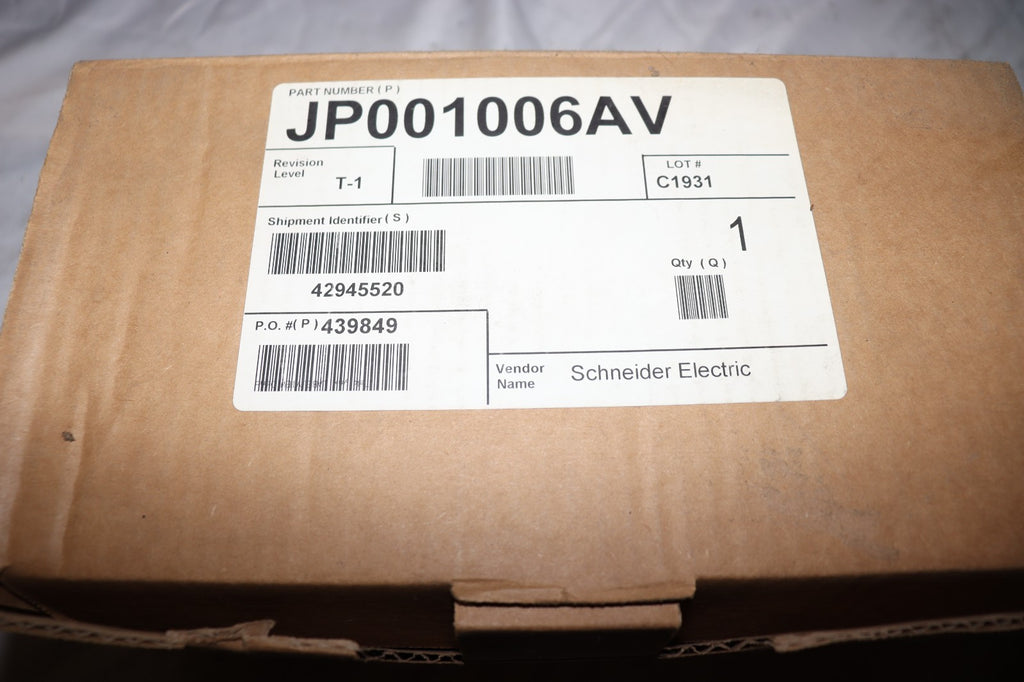 PART NUMBER ( P )
JP001006AV
Revision
Level
T-1
LOT #
C1931
Shipment Identifier ( S )
42945520
1
Qty ( Q )
P.O. #( P ) 439849
Vendor
Name
Schneider Electric